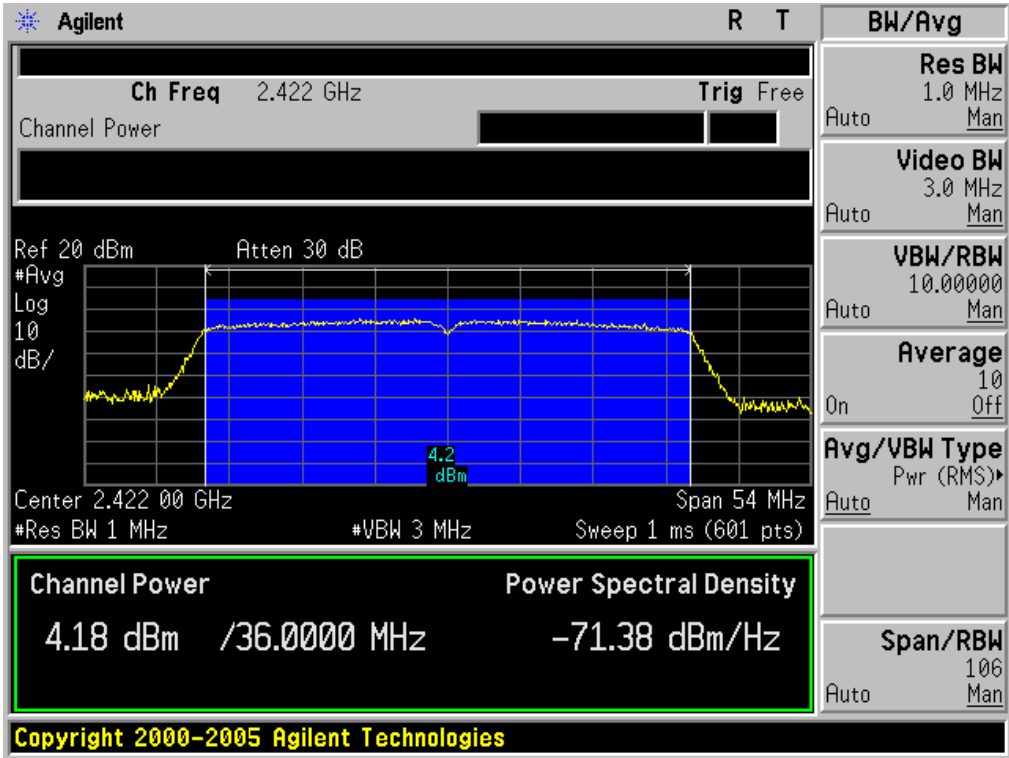 Agilent R T
Ch Freq 2.422 GHz Trig Free
Channel Power
Ref 20 dBm Atten 30 dB
#Avg
Log
10
dB/
4.2
dBm
Center 2.422 00 GHz Span 54 MHz
#Res BW 1 MHz #VBW 3 MHz Sweep 1 ms (601 pts)
Channel Power Power Spectral Density
4.18 dBm /36.0000 MHz -71.38 dBm/Hz
Copyright 2000-2005 Agilent Technologies
BW/Avg
Res BW
1.0 MHz
Auto Man
Video BW
3.0 MHz
Auto Man
VBW/RBW
10.00000
Auto Man
Average
10
On Off
Avg/VBW Type
Pwr (RMS)▸
Auto Man
Span/RBW
106
Auto Man